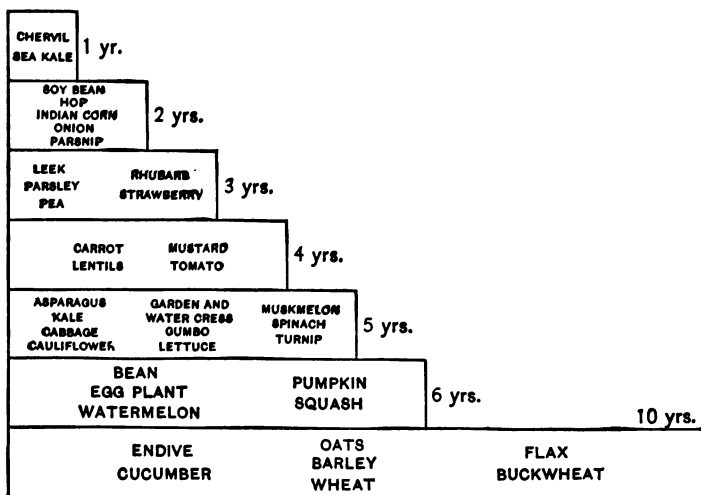 CHERVIL
SEA KALE
1 yr.
SOY BEAN
HOP
INDIAN CORN
ONION
PARSNIP
2 yrs.
LEEK
PARSLEY
PEA
RHUBARB
STRAWBERRY
3 yrs.
CARROT
LENTILS
MUSTARD
TOMATO
4 yrs.
ASPARAGUS
KALE
CABBAGE
CAULIFLOWER
GARDEN AND
WATER CRESS
GUMBO
LETTUCE
MUSKMELON
SPINACH
TURNIP
5 yrs.
BEAN
EGG PLANT
WATERMELON
PUMPKIN
SQUASH
6 yrs.
10 yrs.
ENDIVE
CUCUMBER
OATS
BARLEY
WHEAT
FLAX
BUCKWHEAT